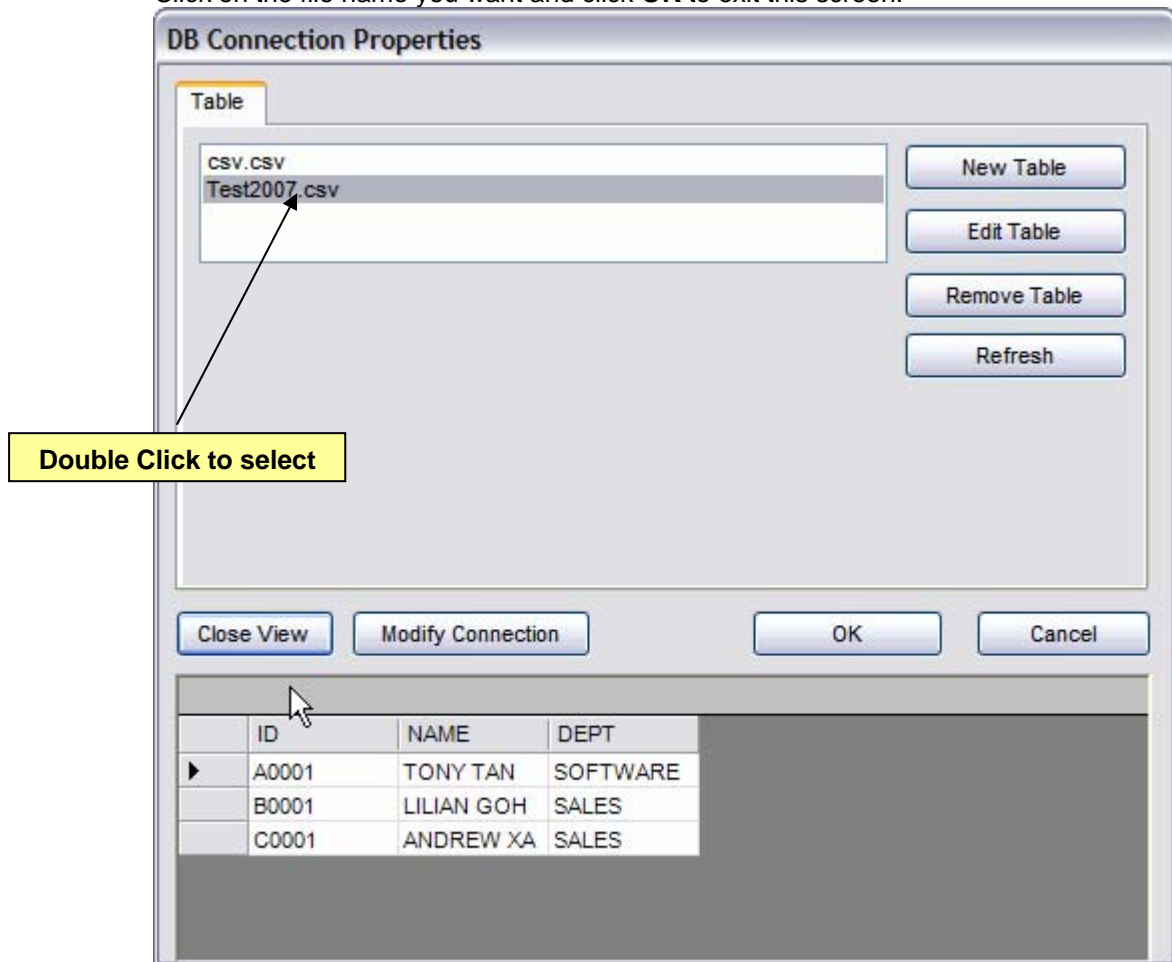 Click on the file name you want and click OK to exit this screen.
DB Connection Properties
Table
csv.csv
Test2007.csv
New Table
Edit Table
Remove Table
Refresh
Double Click to select
Close View Modify Connection OK Cancel
ID NAME DEPT
A0001 TONY TAN SOFTWARE
B0001 LILIAN GOH SALES
C0001 ANDREW XA SALES